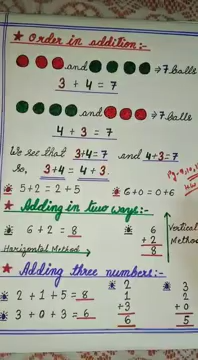 ★ Order in addition:-
and ⇒ 7 balls
3 + 4 = 7
and ⇒ 7 balls
4 + 3 = 7
We see that 3+4=7 and 4+3=7
So, 3+4 = 4+3.
5+2 = 2+5 6+0 = 0+6
H.W
★ Adding in two ways:-
6 + 2 = 8
Horizontal Method →
6
+ 2
8
Vertical
Method
★ Adding three numbers:-
2 + 1 + 5 = 8
3 + 0 + 3 = 6
2
1
+3
6
3
2
+ 0
5